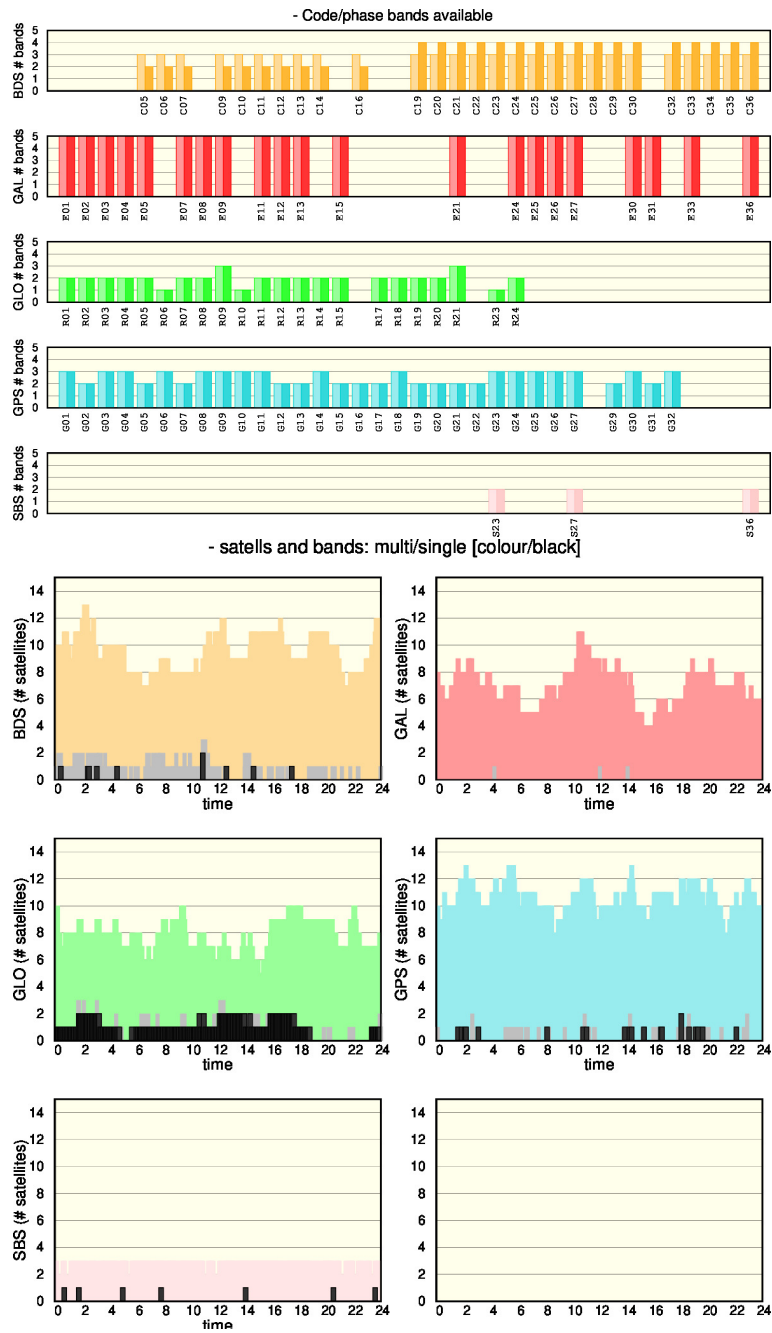 - Code/phase bands available
BDS # bands
5
4
3
2
1
0
C05 C06 C07 C09 C10 C11 C12 C13 C14 C16 C19 C20 C21 C22 C23 C24 C25 C26 C27 C28 C29 C30 C32 C33 C34 C35 C36
GAL # bands
5
4
3
2
1
0
E01 E02 E03 E04 E05 E07 E08 E09 E11 E12 E13 E15 E21 E24 E25 E26 E27 E30 E31 E33 E36
GLO # bands
5
4
3
2
1
0
R01 R02 R03 R04 R05 R06 R07 R08 R09 R10 R11 R12 R13 R14 R15 R17 R18 R19 R20 R21 R23 R24
GPS # bands
5
4
3
2
1
0
G01 G02 G03 G04 G05 G06 G07 G08 G09 G10 G11 G12 G13 G14 G15 G16 G17 G18 G19 G20 G21 G22 G23 G24 G25 G26 G27 G29 G30 G31 G32
SBS # bands
5
4
3
2
1
0
S23 S27 S36
- satells and bands: multi/single [colour/black]
BDS (# satellites)
14
12
10
8
6
4
2
0
0 2 4 6 8 10 12 14 16 18 20 22 24
time
GAL (# satellites)
14
12
10
8
6
4
2
0
0 2 4 6 8 10 12 14 16 18 20 22 24
time
GLO (# satellites)
14
12
10
8
6
4
2
0
0 2 4 6 8 10 12 14 16 18 20 22 24
time
GPS (# satellites)
14
12
10
8
6
4
2
0
0 2 4 6 8 10 12 14 16 18 20 22 24
time
SBS (# satellites)
14
12
10
8
6
4
2
0
0 2 4 6 8 10 12 14 16 18 20 22 24
time
14
12
10
8
6
4
2
0
0 2 4 6 8 10 12 14 16 18 20 22 24